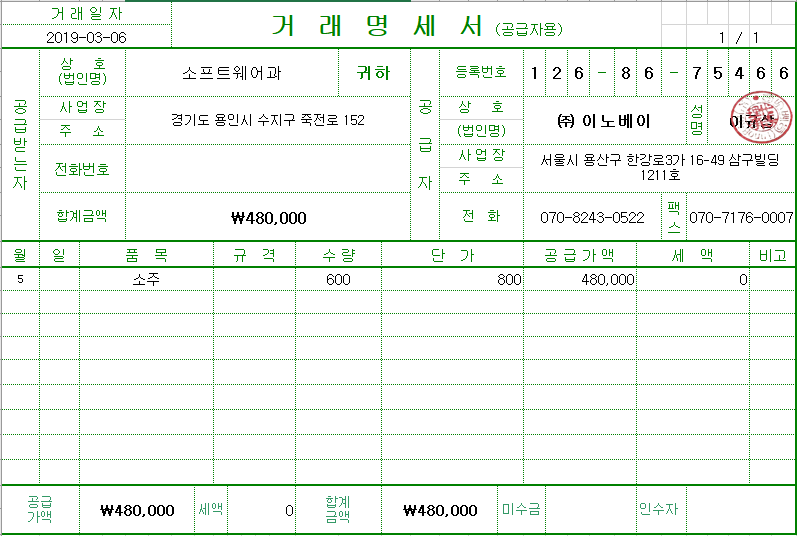 거 래 일 자
2019-03-06
거 래 명 세 서 (공급자용)
1 / 1
공급받는자
상 호
(법인명)
소프트웨어과
귀하
사 업 장
주 소
경기도 용인시 수지구 죽전로 152
전화번호
합계금액
₩480,000
공급자
등록번호
1 2 6 - 8 6 - 7 5 4 6 6
상 호
(법인명)
㈜ 이노베이
성명
사 업 장
주 소
서울시 용산구 한강로3가 16-49 삼구빌딩
1211호
전 화
070-8243-0522
팩스
070-7176-0007
월 일 품 목 규 격 수 량 단 가 공 급 가 액 세 액 비고
5 소주 600 800 480,000 0
공급
가액
₩480,000
세액
0
합계
금액
₩480,000
미수금
인수자